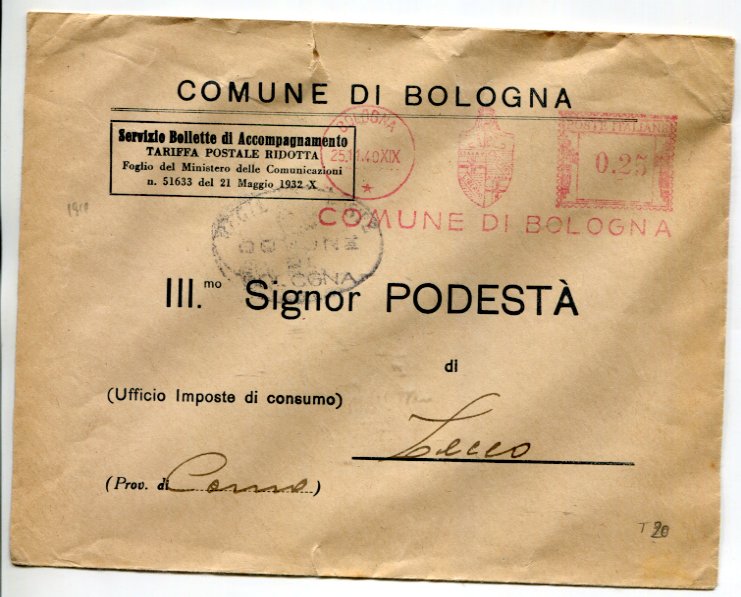 COMUNE DI BOLOGNA
Servizio Bollette di Accompagnamento
TARIFFA POSTALE RIDOTTA
Foglio del Ministero delle Comunicazioni
n. 51633 del 21 Maggio 1932 - X
BOLOGNA
POSTE ITALIANE
0.25
COMUNE DI BOLOGNA
COMUNE
Ill.mo Signor PODESTÀ
di
(Ufficio Imposte di consumo)
Lecco
(Prov. di Como)
T 20